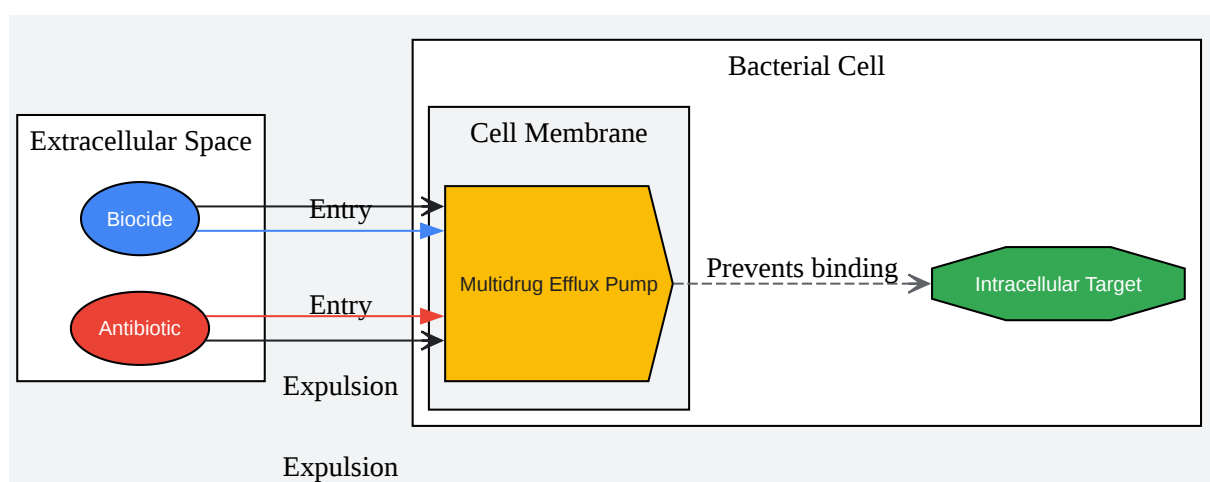 Bacterial Cell
Extracellular Space
Cell Membrane
Biocide
Entry
Multidrug Efflux Pump
Prevents binding
Intracellular Target
Entry
Antibiotic
Expulsion
Expulsion